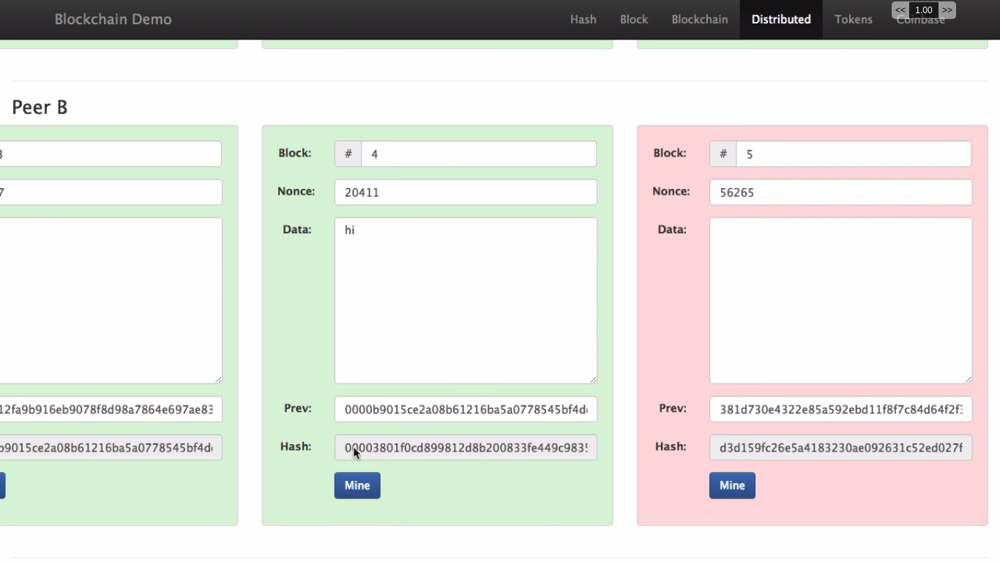 Blockchain Demo
Hash Block Blockchain Distributed Tokens Coinbase
<< 1.00 >>
Peer B
3
7
12fa9b916eb9078f8d98a7864e697ae83
b9015ce2a08b61216ba5a0778545bf4d
Block: # 4
Nonce: 20411
Data: hi
Prev: 0000b9015ce2a08b61216ba5a0778545bf4d
Hash: 00003801f0cd899812d8b200833fe449c983
Mine
Block: # 5
Nonce: 56265
Data:
Prev: 381d730e4322e85a592ebd11f8f7c84d64f2f
Hash: d3d159fc26e5a4183230ae092631c52ed027f
Mine